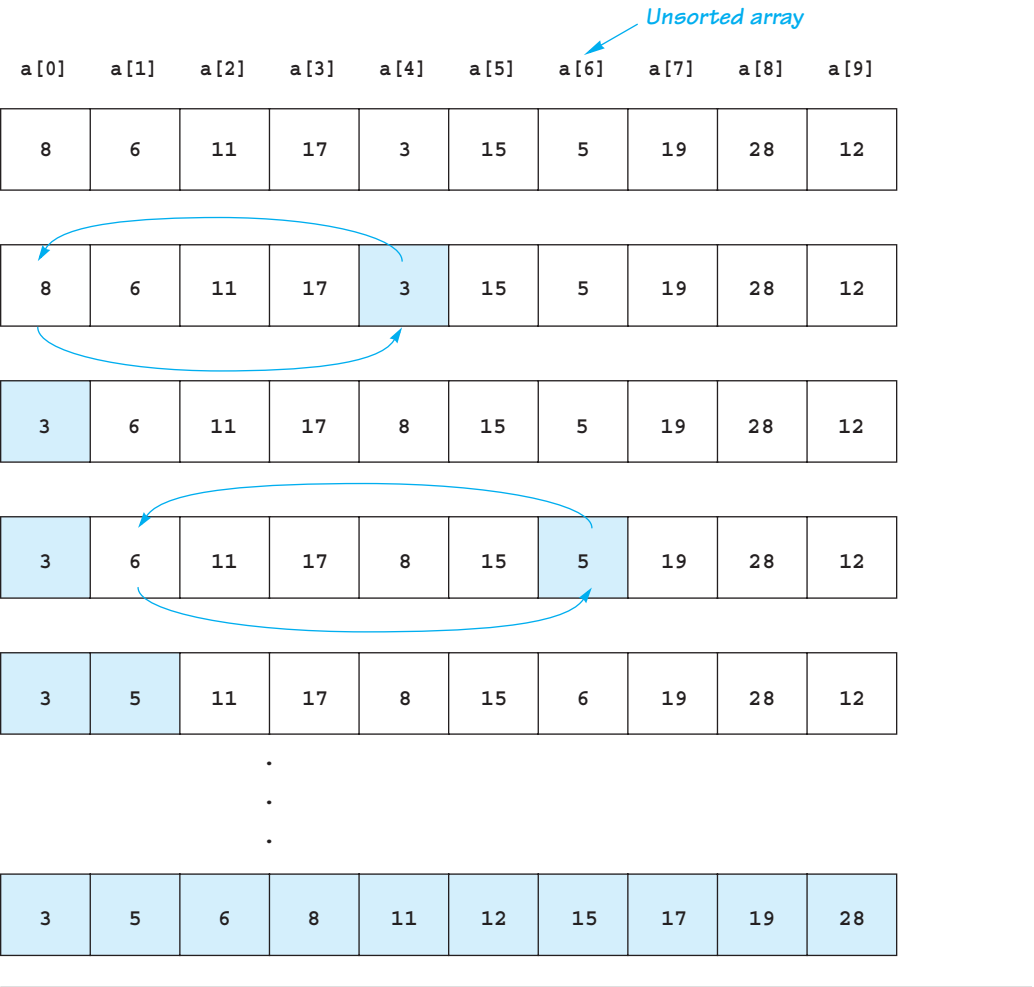 Unsorted array
a[0] a[1] a[2] a[3] a[4] a[5] a[6] a[7] a[8] a[9]
8 6 11 17 3 15 5 19 28 12
8 6 11 17 3 15 5 19 28 12
3 6 11 17 8 15 5 19 28 12
3 6 11 17 8 15 5 19 28 12
3 5 11 17 8 15 6 19 28 12
.
.
.
3 5 6 8 11 12 15 17 19 28